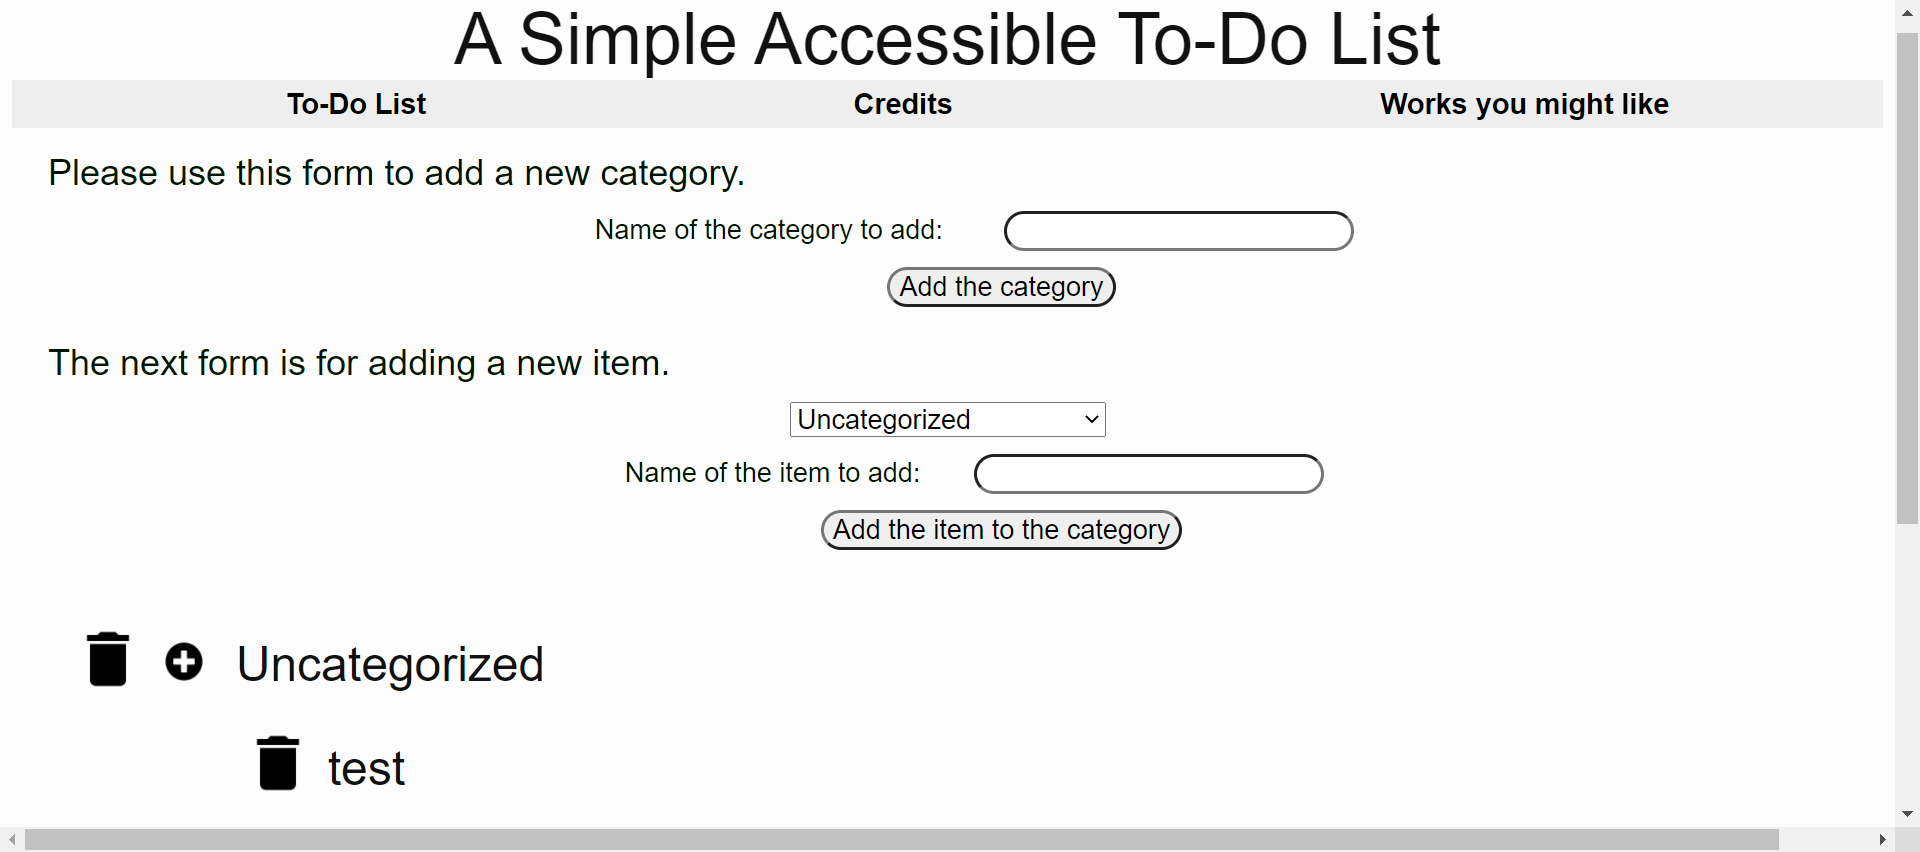 A Simple Accessible To-Do List
To-Do List Credits Works you might like
Please use this form to add a new category.
Name of the category to add:
Add the category
The next form is for adding a new item.
Uncategorized
Name of the item to add:
Add the item to the category
Uncategorized
test